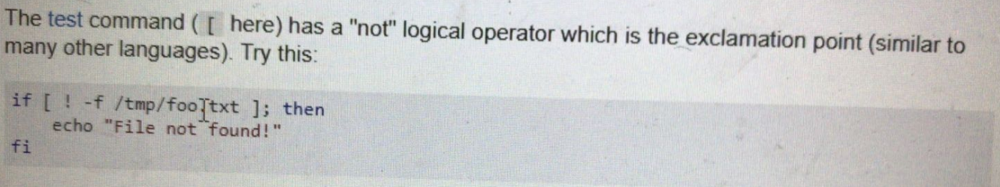 The test command ( [ here) has a "not" logical operator which is the exclamation point (similar to
many other languages). Try this:
if [ ! -f /tmp/foo.txt ]; then
echo "File not found!"
fi